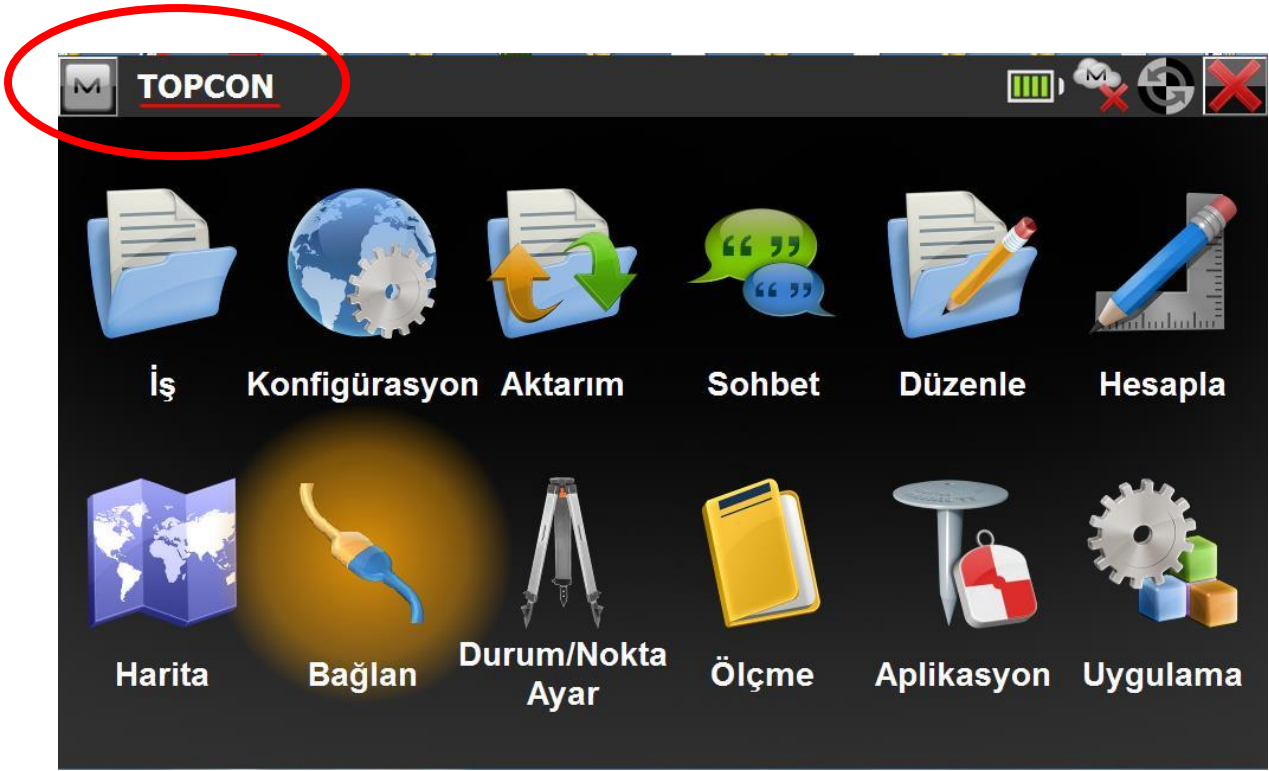 TOPCON
İş
Konfigürasyon
Aktarım
Sohbet
Düzenle
Hesapla
Harita
Bağlan
Durum/Nokta
Ayar
Ölçme
Aplikasyon
Uygulama